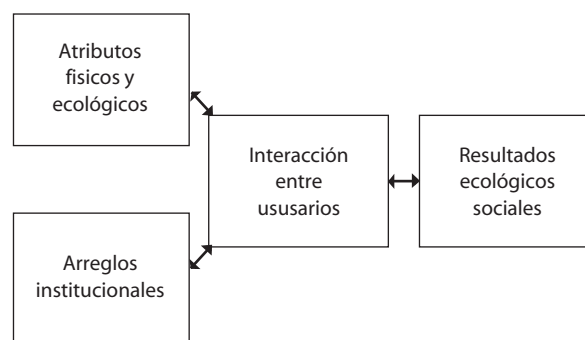 Atributos
fisicos y
ecológicos
Interacción
entre
ususarios
Resultados
ecológicos
sociales
Arreglos
institucionales